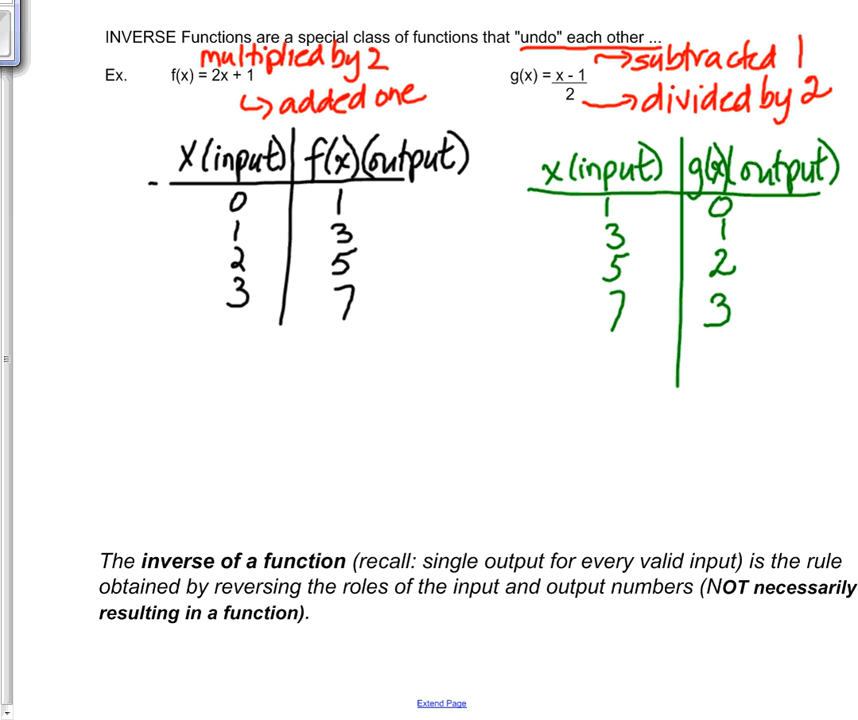 INVERSE Functions are a special class of functions that "undo" each other ...
multiplied by 2
subtracted 1
Ex. f(x) = 2x + 1
g(x) = x - 1
2
added one
divided by 2
x (input) f(x) (output)
0 1
1 3
2 5
3 7
x (input) g(x) (output)
1 0
3 1
5 2
7 3
The inverse of a function (recall: single output for every valid input) is the rule
obtained by reversing the roles of the input and output numbers (NOT necessarily
resulting in a function).
Extend Page